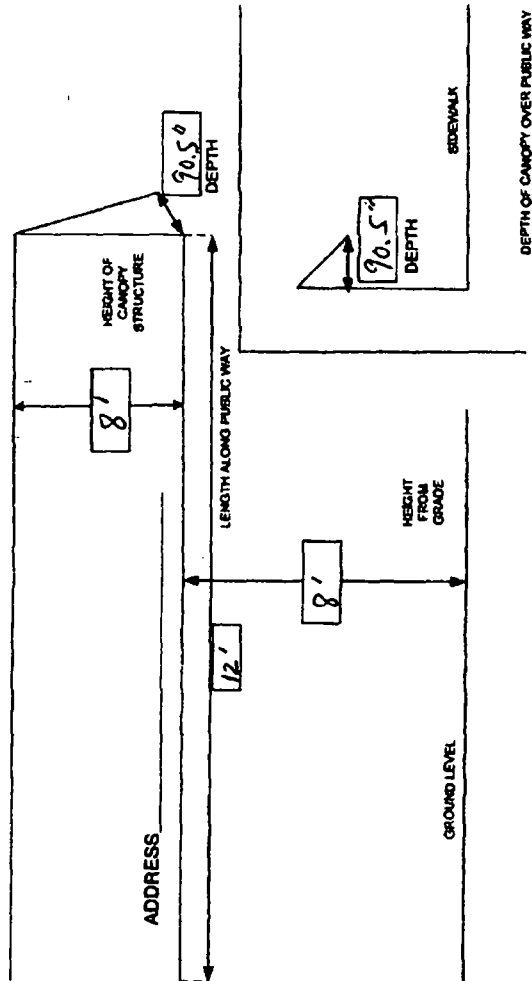 ADDRESS
8'
HEIGHT OF
CANOPY
STRUCTURE
90.5"
DEPTH
LENGTH ALONG PUBLIC WAY
12'
8'
HEIGHT
FROM
GRADE
GROUND LEVEL
90.5"
DEPTH
SIDEWALK
DEPTH OF CANOPY OVER PUBLIC WAY